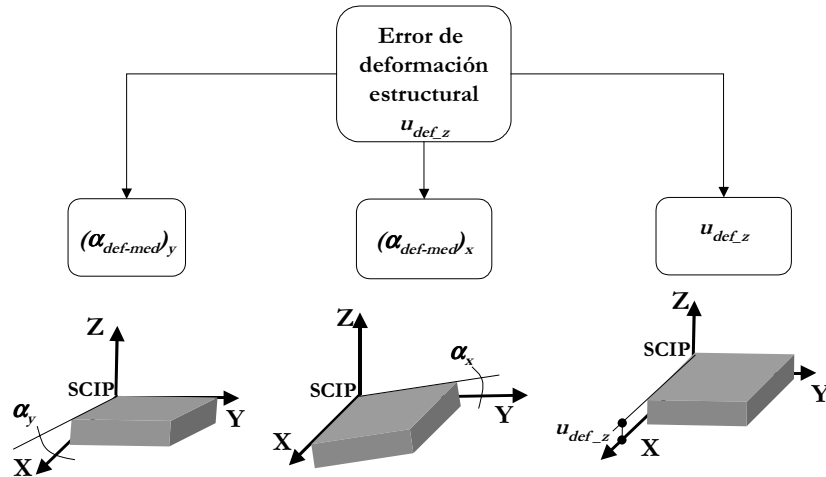 Error de
deformación
estructural
u_def_z
(α_def-med)_y
(α_def-med)_x
u_def_z
Z
SCIP
α_y
Y
X
Z
SCIP
α_x
Y
X
Z
SCIP
Y
u_def_z
X